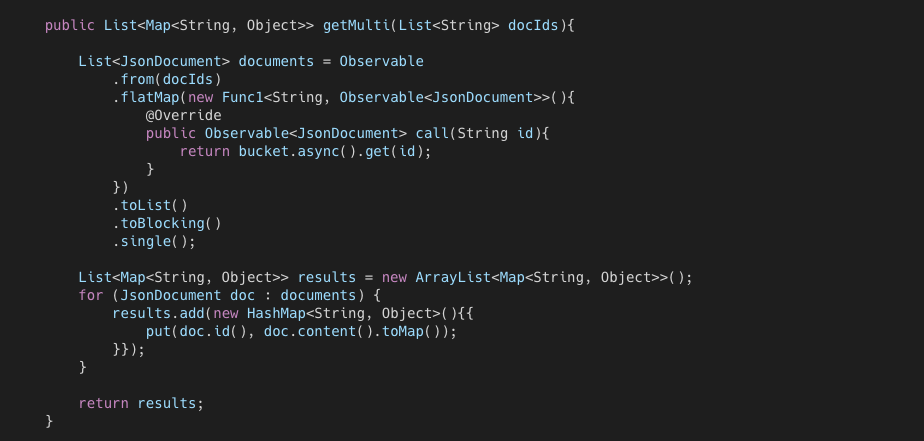 public List<Map<String, Object>> getMulti(List<String> docIds){
List<JsonDocument> documents = Observable
.from(docIds)
.flatMap(new Func1<String, Observable<JsonDocument>>(){
@Override
public Observable<JsonDocument> call(String id){
return bucket.async().get(id);
}
})
.toList()
.toBlocking()
.single();
List<Map<String, Object>> results = new ArrayList<Map<String, Object>>();
for (JsonDocument doc : documents) {
results.add(new HashMap<String, Object>(){{
put(doc.id(), doc.content().toMap());
}});
}
return results;
}